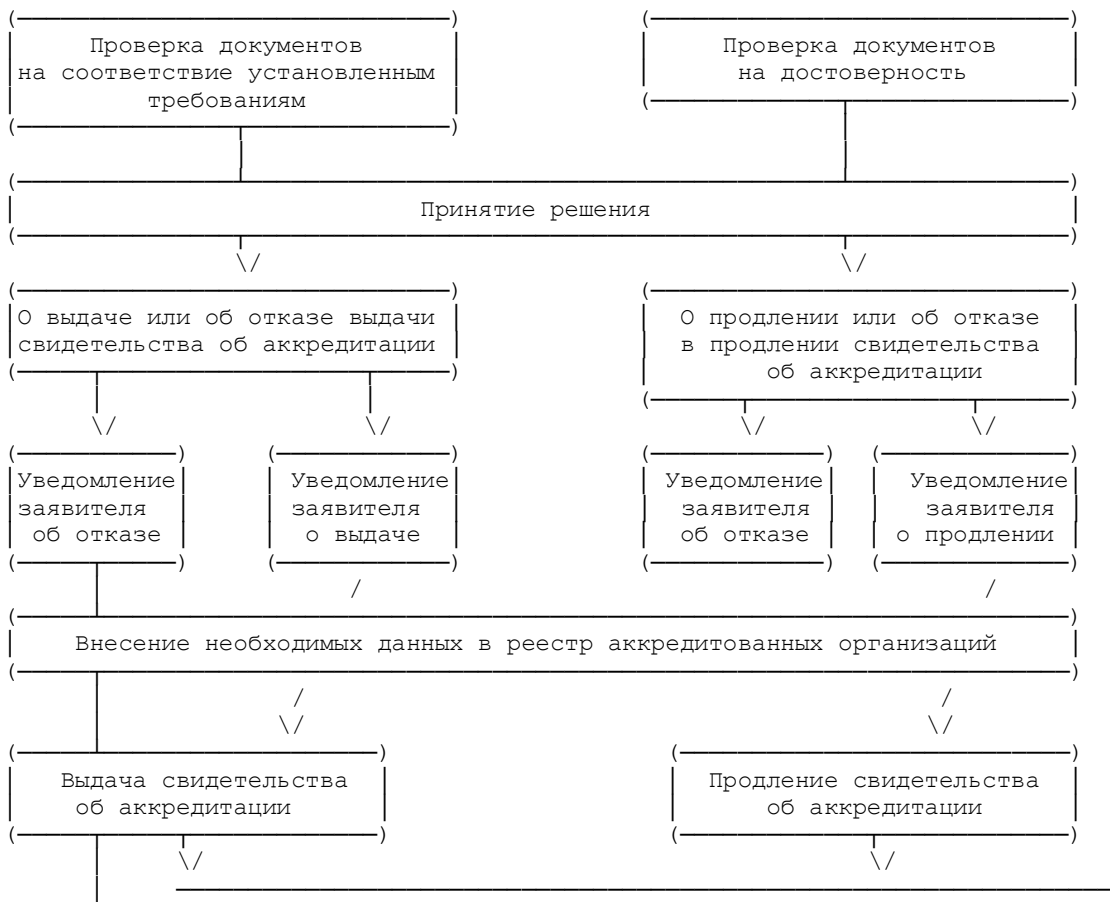 Проверка документов
на соответствие установленным
требованиям
Проверка документов
на достоверность
Принятие решения
О выдаче или об отказе выдачи
свидетельства об аккредитации
О продлении или об отказе
в продлении свидетельства
об аккредитации
Уведомление
заявителя
об отказе
Уведомление
заявителя
о выдаче
Уведомление
заявителя
об отказе
Уведомление
заявителя
о продлении
Внесение необходимых данных в реестр аккредитованных организаций
Выдача свидетельства
об аккредитации
Продление свидетельства
об аккредитации